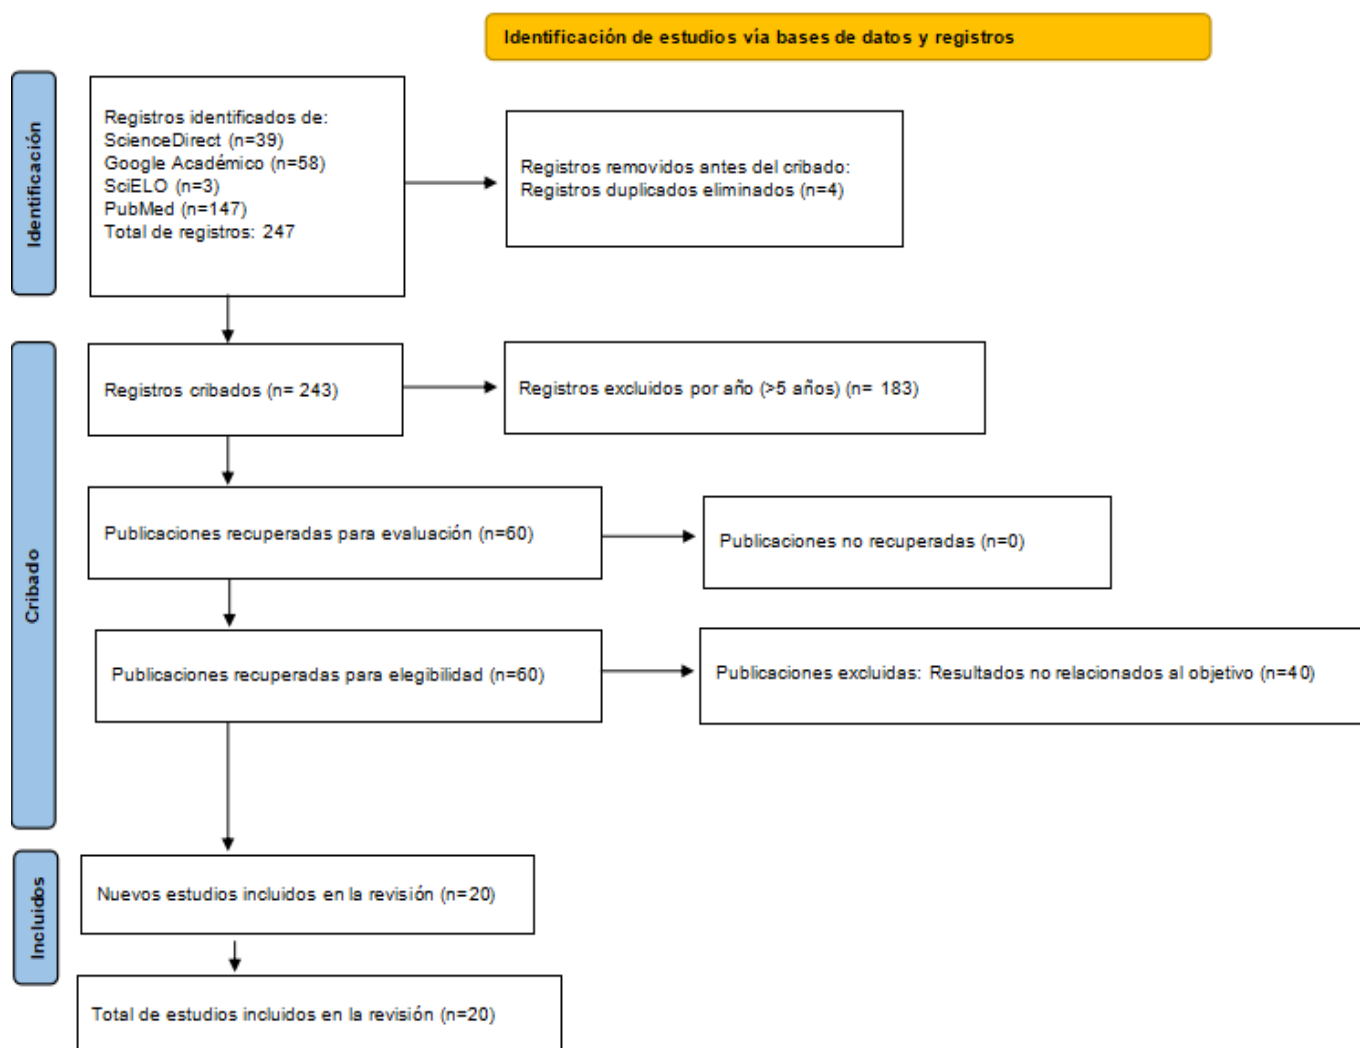 Identificación de estudios vía bases de datos y registros
Identificación
Registros identificados de:
ScienceDirect (n=39)
Google Académico (n=58)
SciELO (n=3)
PubMed (n=147)
Total de registros: 247
Registros removidos antes del cribado:
Registros duplicados eliminados (n=4)
Cribado
Registros cribados (n= 243)
Registros excluidos por año (>5 años) (n= 183)
Publicaciones recuperadas para evaluación (n=60)
Publicaciones no recuperadas (n=0)
Publicaciones recuperadas para elegibilidad (n=60)
Publicaciones excluidas: Resultados no relacionados al objetivo (n=40)
Incluidos
Nuevos estudios incluidos en la revisión (n=20)
Total de estudios incluidos en la revisión (n=20)